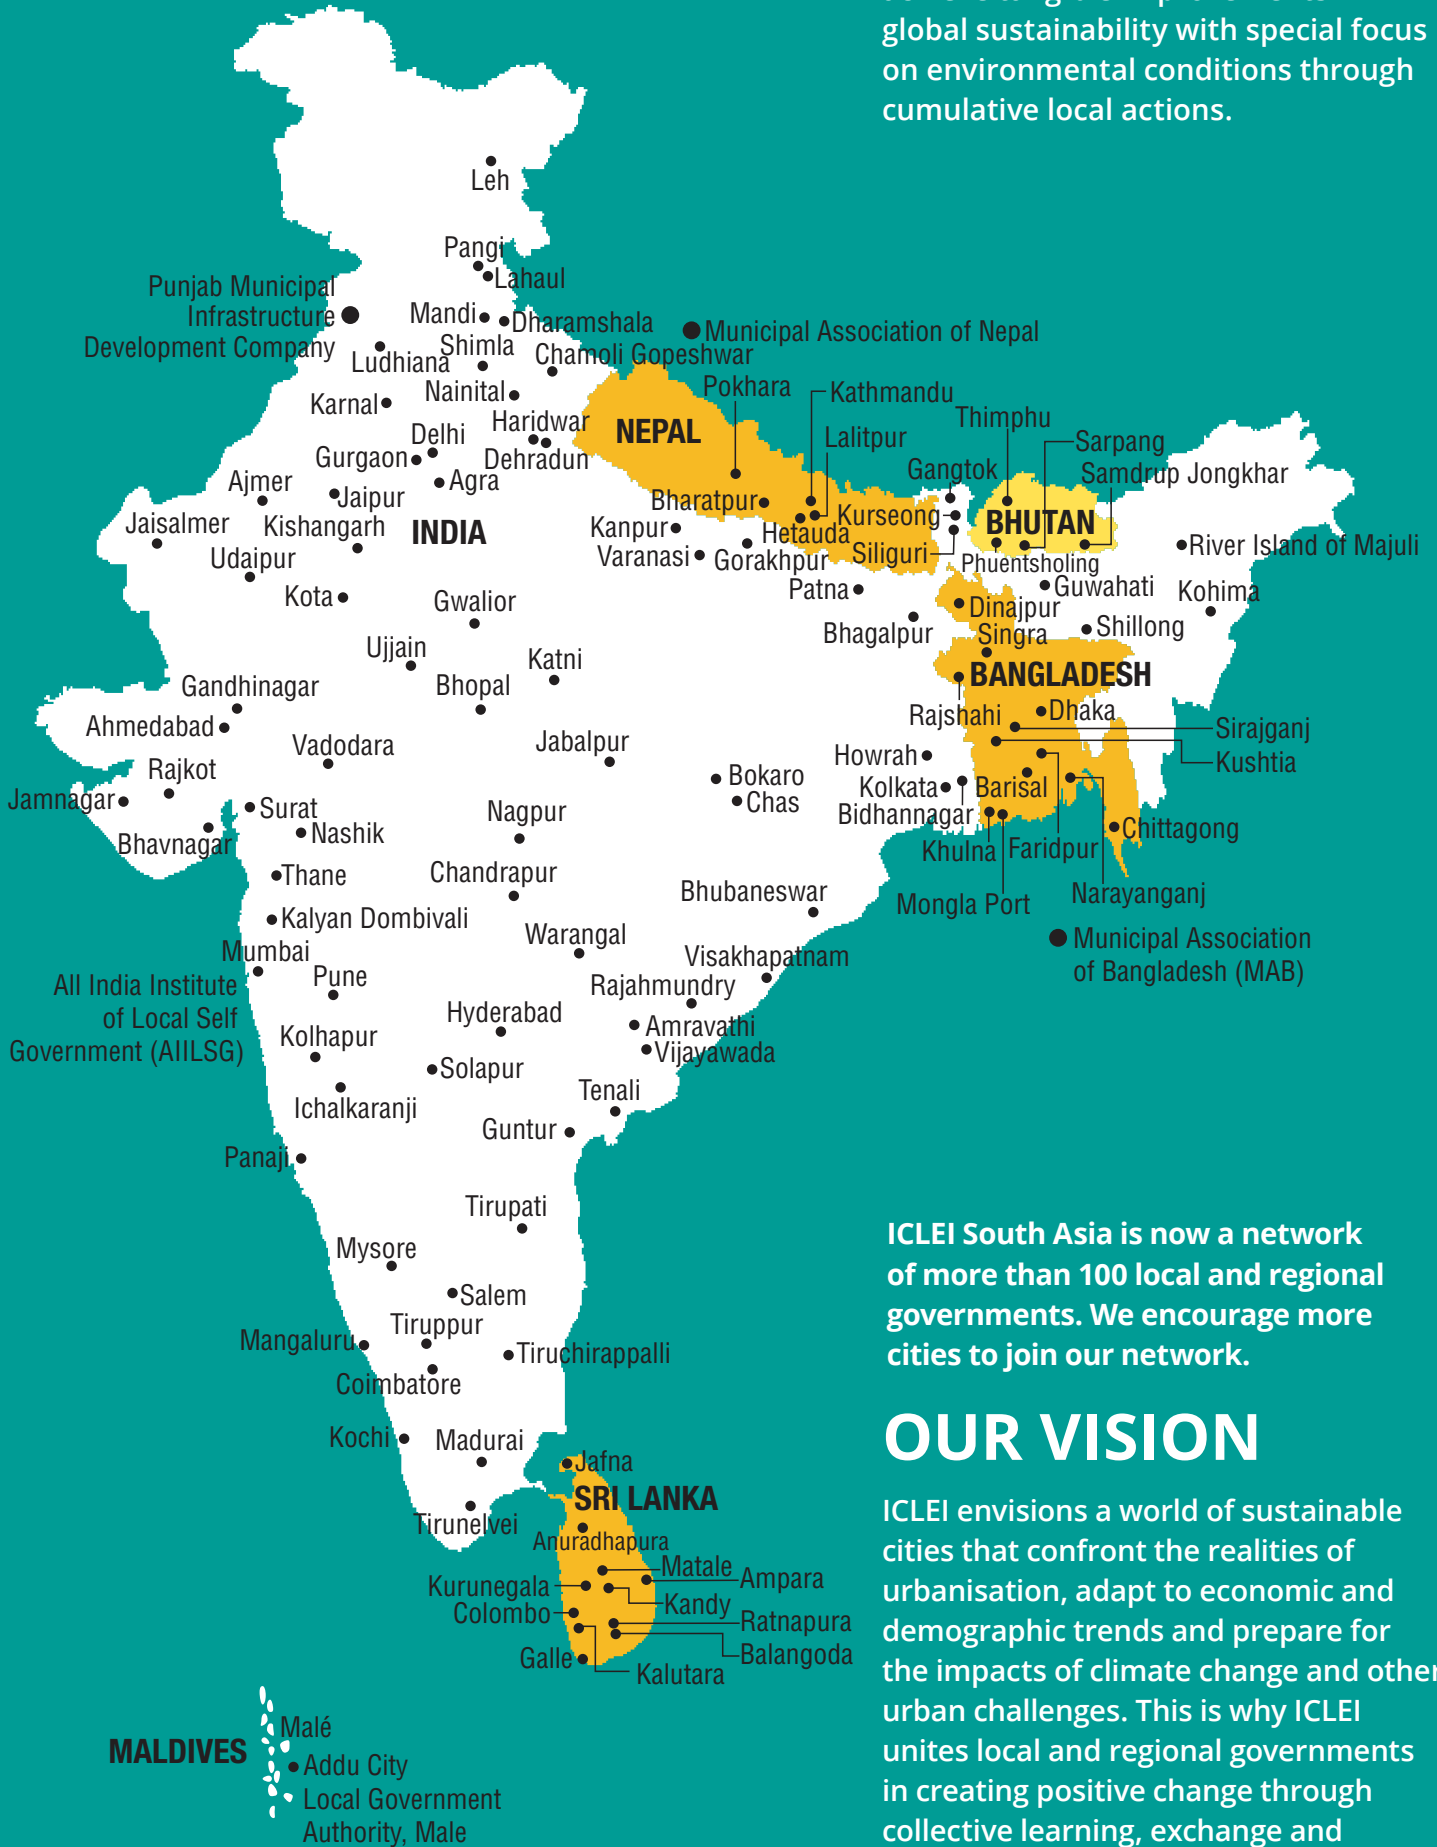 global sustainability with special focus
on environmental conditions through
cumulative local actions.
Leh
Pangi
Lahaul
Punjab Municipal
Infrastructure
Development Company
Mandi
Dharamshala
Municipal Association of Nepal
Ludhiana
Shimla
Chamoli Gopeshwar
Nainital
Karnal
Pokhara
Kathmandu
Haridwar
NEPAL
Thimphu
Delhi
Lalitpur
Sarpang
Gurgaon
Dehradun
Gangtok
Samdrup Jongkhar
Ajmer
Jaipur
Agra
Bharatpur
Kurseong
BHUTAN
Jaisalmer
Kishangarh
INDIA
Kanpur
Hetauda
Varanasi
Gorakhpur
Siliguri
Phuentsholing
River Island of Majuli
Udaipur
Patna
Guwahati
Kohima
Kota
Gwalior
Dinajpur
Bhagalpur
Singra
Shillong
Ujjain
Katni
Bhopal
BANGLADESH
Gandhinagar
Rajshahi
Dhaka
Ahmedabad
Sirajganj
Vadodara
Jabalpur
Howrah
Kushtia
Rajkot
Bokaro
Kolkata
Barisal
Jamnagar
Chas
Bidhannagar
Surat
Nagpur
Bhavnagar
Nashik
Chittagong
Khulna
Faridpur
Thane
Chandrapur
Bhubaneswar
Mongla Port
Narayanganj
Kalyan Dombivali
Warangal
Municipal Association
of Bangladesh (MAB)
Mumbai
Visakhapatnam
All India Institute
of Local Self
Government (AIILSG)
Pune
Rajahmundry
Hyderabad
Amravathi
Kolhapur
Vijayawada
Solapur
Tenali
Ichalkaranji
Guntur
Panaji
Tirupati
Mysore
Salem
Tiruppur
Mangaluru
Tiruchirappalli
Coimbatore
Kochi
Madurai
Jafna
SRI LANKA
Tirunelvei
Anuradhapura
Matale
Ampara
Kurunegala
Kandy
Colombo
Ratnapura
Balangoda
Galle
Kalutara
Malé
MALDIVES
Addu City
Local Government
Authority, Male
ICLEI South Asia is now a network
of more than 100 local and regional
governments. We encourage more
cities to join our network.
OUR VISION
ICLEI envisions a world of sustainable
cities that confront the realities of
urbanisation, adapt to economic and
demographic trends and prepare for
the impacts of climate change and other
urban challenges. This is why ICLEI
unites local and regional governments
in creating positive change through
collective learning, exchange and